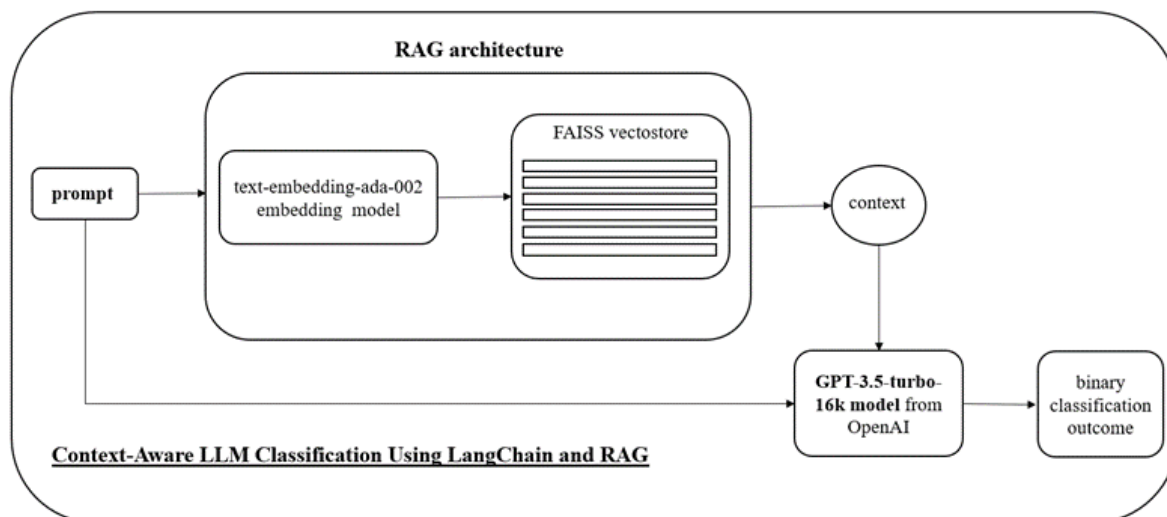 RAG architecture
FAISS vectostore
prompt
text-embedding-ada-002
embedding model
context
GPT-3.5-turbo-
16k model from
OpenAI
binary
classification
outcome
Context-Aware LLM Classification Using LangChain and RAG